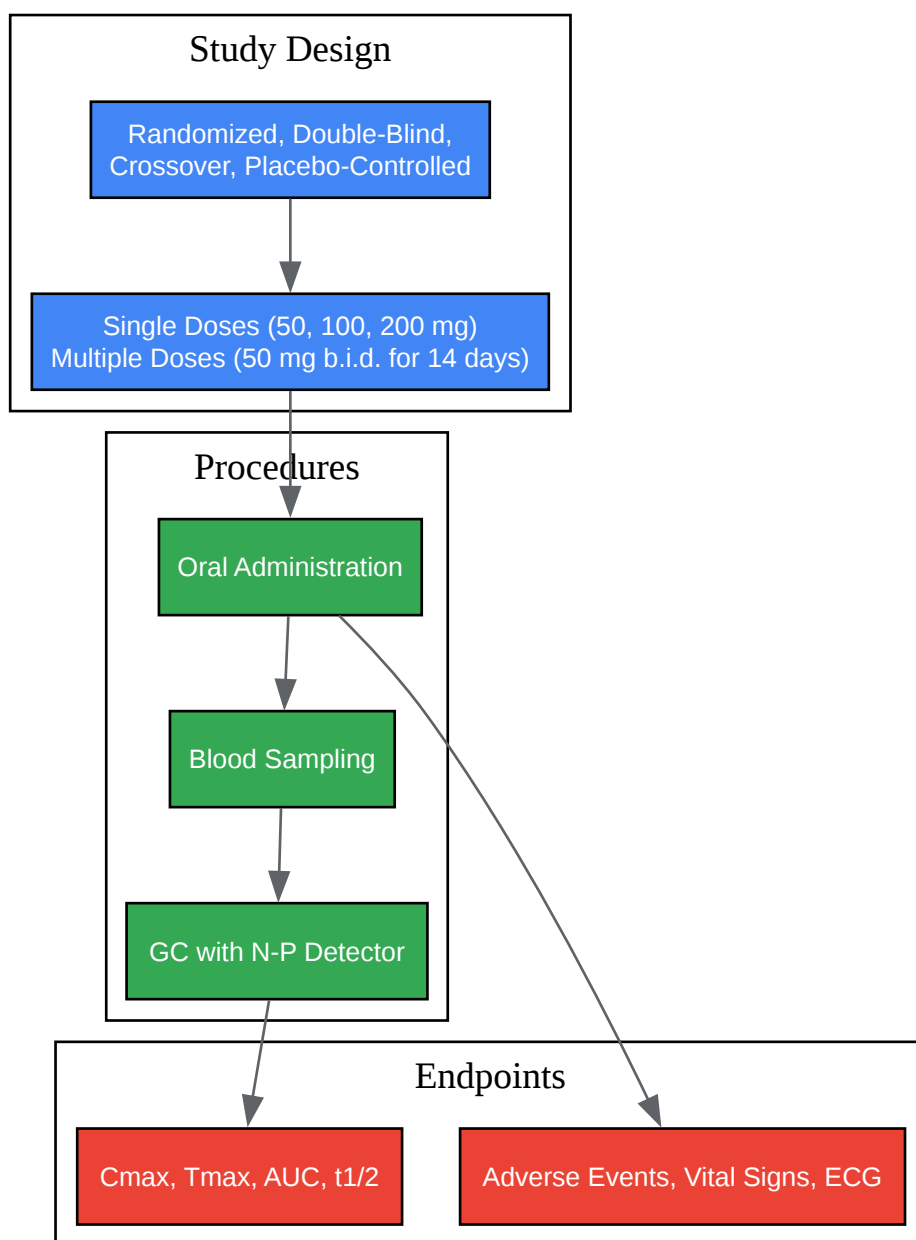 Study Design
Randomized, Double-Blind,
Crossover, Placebo-Controlled
Single Doses (50, 100, 200 mg)
Multiple Doses (50 mg b.i.d. for 14 days)
Procedures
Oral Administration
Blood Sampling
GC with N-P Detector
Endpoints
Cmax, Tmax, AUC, t1/2
Adverse Events, Vital Signs, ECG